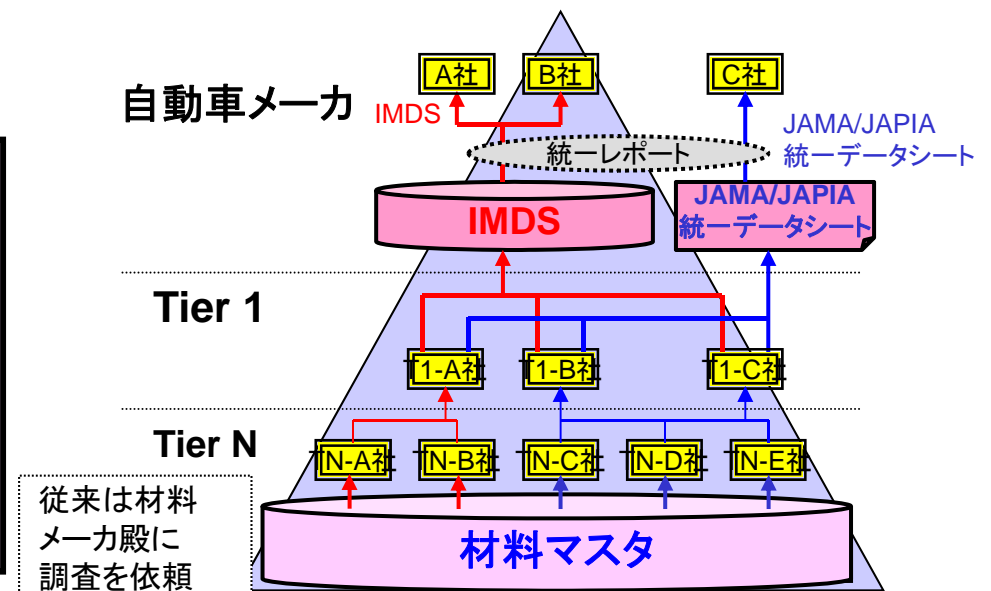 A社
B社
C社
自動車メーカ
IMDS
JAMA/JAPIA
統一データシート
統一レポート
IMDS
JAMA/JAPIA
統一データシート
Tier 1
T1-A社
T1-B社
T1-C社
Tier N
TN-A社
TN-B社
TN-C社
TN-D社
TN-E社
従来は材料
メーカ殿に
調査を依頼
材料マスタ